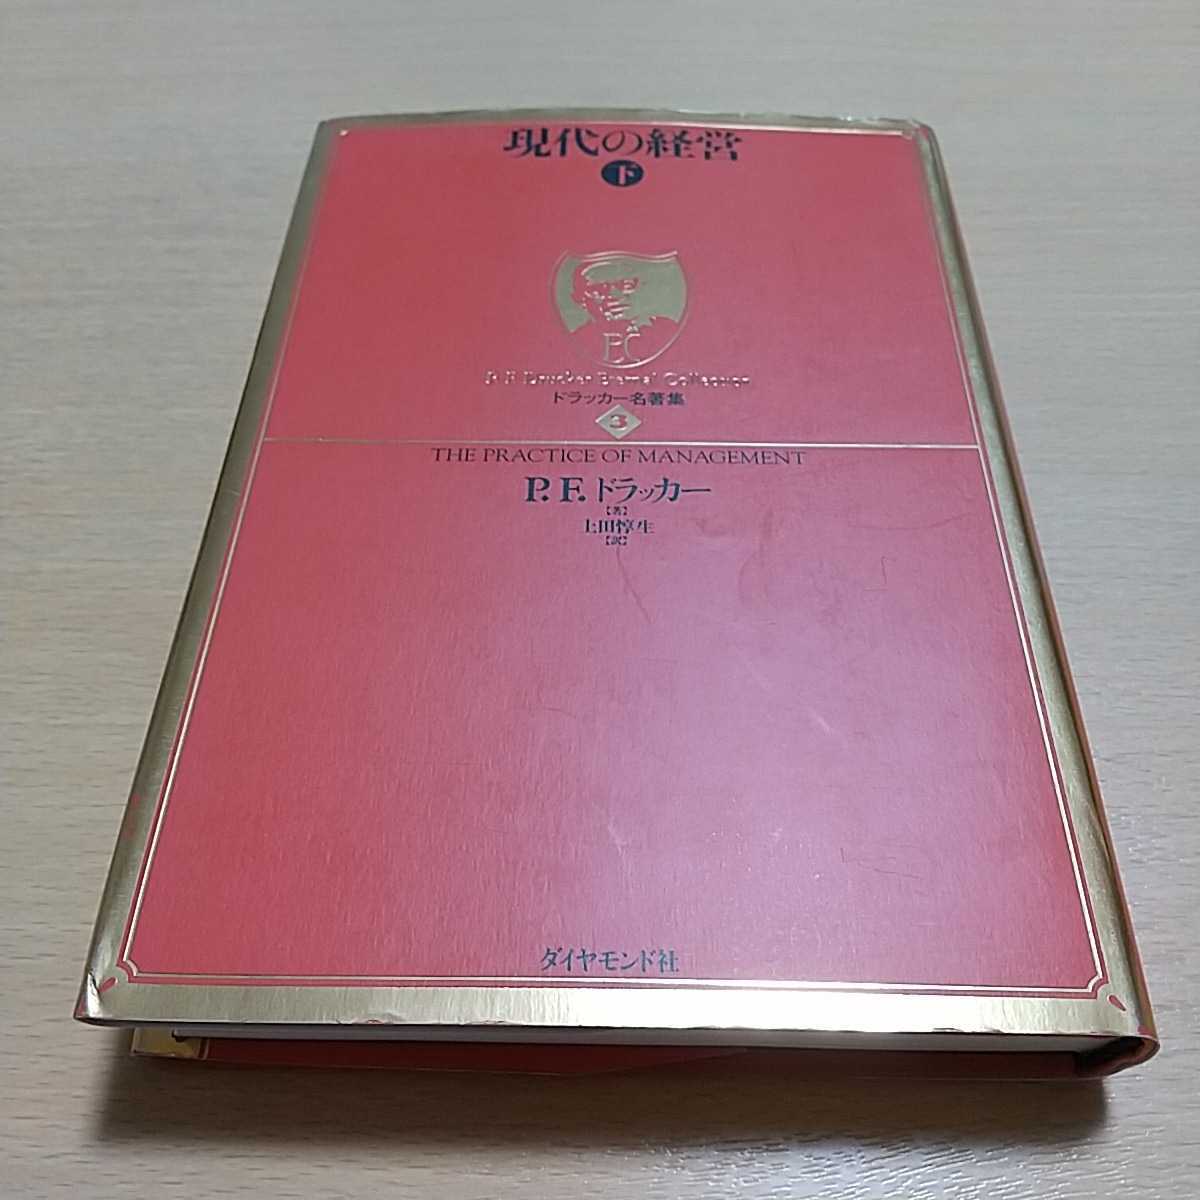 現代の経営
下
EC
P. F. Drucker Eternal Collection
ドラッカー名著集
3
THE PRACTICE OF MANAGEMENT
P. F. ドラッカー
[著]
上田惇生
[訳]
ダイヤモンド社